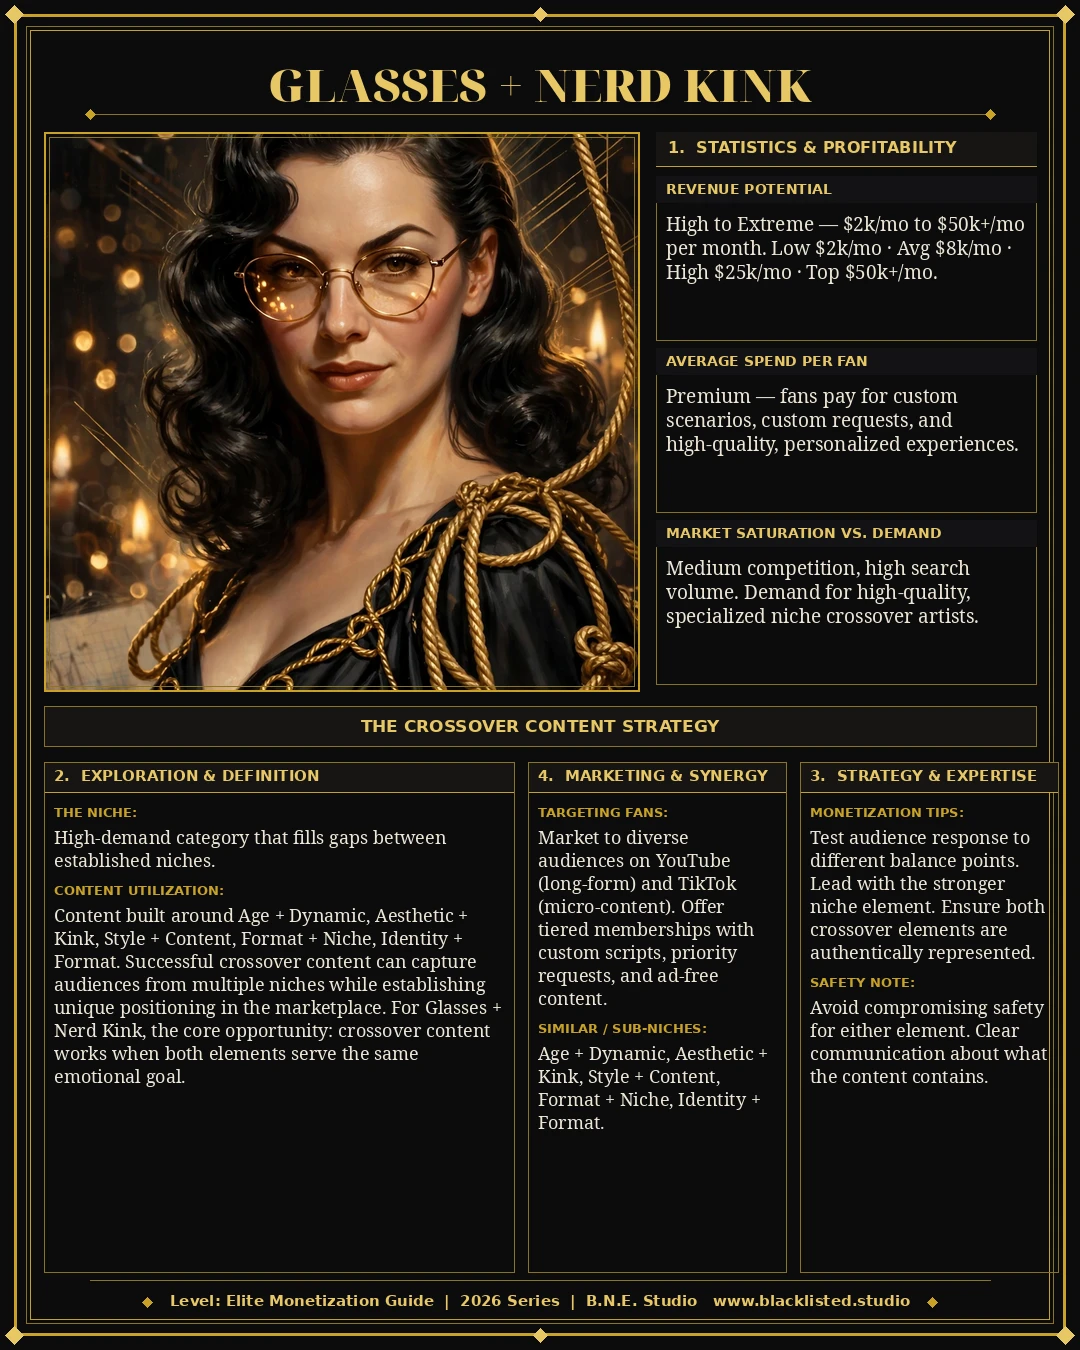 GLASSES + NERD KINK
1. STATISTICS & PROFITABILITY
REVENUE POTENTIAL
High to Extreme — $2k/mo to $50k+/mo
per month. Low $2k/mo · Avg $8k/mo ·
High $25k/mo · Top $50k+/mo.
AVERAGE SPEND PER FAN
Premium — fans pay for custom
scenarios, custom requests, and
high-quality, personalized experiences.
MARKET SATURATION VS. DEMAND
Medium competition, high search
volume. Demand for high-quality,
specialized niche crossover artists.
THE CROSSOVER CONTENT STRATEGY
2. EXPLORATION & DEFINITION
THE NICHE:
High-demand category that fills gaps between
established niches.
CONTENT UTILIZATION:
Content built around Age + Dynamic, Aesthetic +
Kink, Style + Content, Format + Niche, Identity +
Format. Successful crossover content can capture
audiences from multiple niches while establishing
unique positioning in the marketplace. For Glasses +
Nerd Kink, the core opportunity: crossover content
works when both elements serve the same
emotional goal.
4. MARKETING & SYNERGY
TARGETING FANS:
Market to diverse
audiences on YouTube
(long-form) and TikTok
(micro-content). Offer
tiered memberships with
custom scripts, priority
requests, and ad-free
content.
SIMILAR / SUB-NICHES:
Age + Dynamic, Aesthetic +
Kink, Style + Content,
Format + Niche, Identity +
Format.
3. STRATEGY & EXPERTISE
MONETIZATION TIPS:
Test audience response to
different balance points.
Lead with the stronger
niche element. Ensure both
crossover elements are
authentically represented.
SAFETY NOTE:
Avoid compromising safety
for either element. Clear
communication about what
the content contains.
Level: Elite Monetization Guide | 2026 Series | B.N.E. Studio www.blacklisted.studio